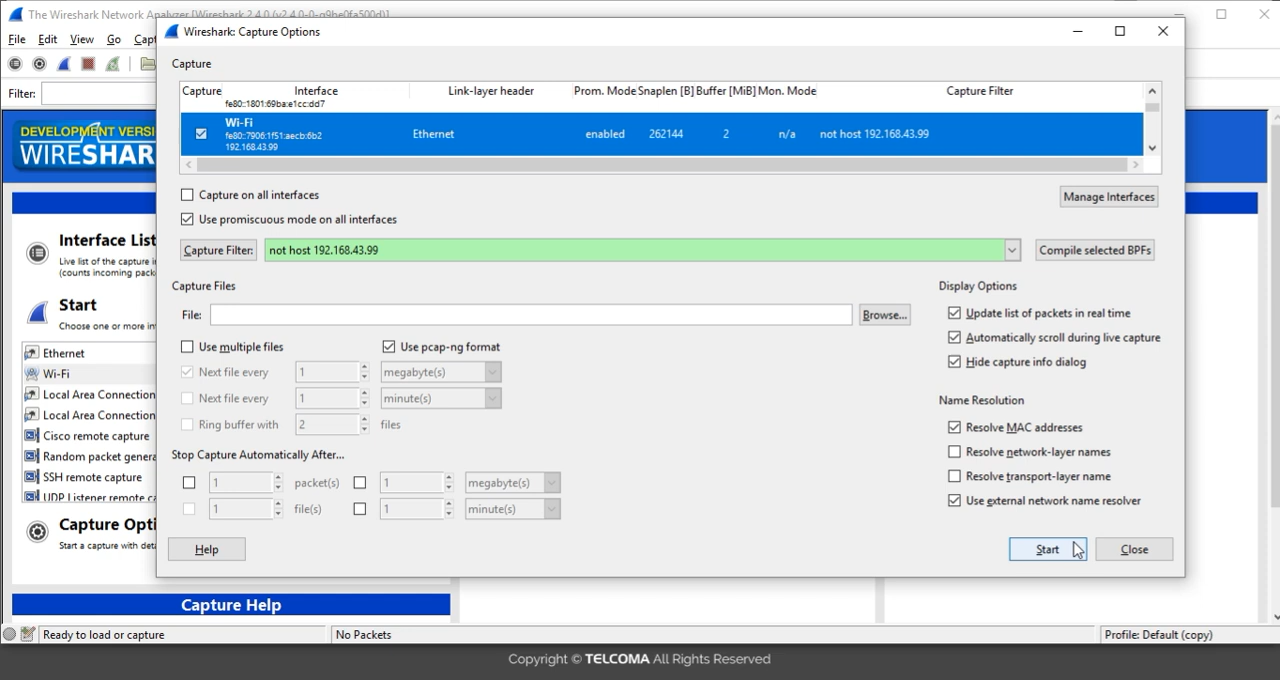 The Wireshark Network Analyzer [Wireshark 2.4.0 (v2.4.0-0-g9be0fa500d)]
File Edit View Go Capt
Filter:
DEVELOPMENT VERSI
WIRESHAR
Interface List
Live list of the capture in
(counts incoming pack
Start
Choose one or more in
Ethernet
Wi-Fi
Local Area Connection
Local Area Connection
Cisco remote capture
Random packet genera
SSH remote capture
UDP Listener remote ca
Capture Opti
Start a capture with deta
Capture Help
Ready to load or capture
No Packets
Profile: Default (copy)
Wireshark: Capture Options
Capture
Capture Interface Link-layer header Prom. Mode Snaplen [B] Buffer [MiB] Mon. Mode Capture Filter
fe80::1801:69ba:e1cc:dd7
Wi-Fi
fe80::7906:1f51:aecb:6b2 Ethernet enabled 262144 2 n/a not host 192.168.43.99
192.168.43.99
Capture on all interfaces
Manage Interfaces
Use promiscuous mode on all interfaces
Capture Filter: not host 192.168.43.99 Compile selected BPFs
Capture Files
File: Browse...
Use multiple files Use pcap-ng format
Next file every 1 megabyte(s)
Next file every 1 minute(s)
Ring buffer with 2 files
Stop Capture Automatically After...
1 packet(s) 1 megabyte(s)
1 file(s) 1 minute(s)
Display Options
Update list of packets in real time
Automatically scroll during live capture
Hide capture info dialog
Name Resolution
Resolve MAC addresses
Resolve network-layer names
Resolve transport-layer name
Use external network name resolver
Help Start Close
Copyright © TELCOMA All Rights Reserved